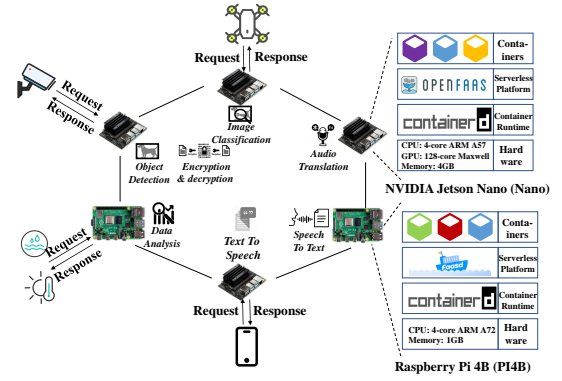 Request
Response
Request
Response
Image
Classification
Object
Detection
Encryption
& decryption
Audio
Translation
Conta-
iners
OPENFAAS
Serverless
Platform
containerd
Container
Runtime
CPU: 4-core ARM A57
GPU: 128-core Maxwell
Memory: 4GB
Hard
ware
NVIDIA Jetson Nano (Nano)
Request
Response
Data
Analysis
Text To
Speech
Speech
To Text
Request
Response
Conta-
iners
Faasd
Serverless
Platform
containerd
Container
Runtime
CPU: 4-core ARM A72
Memory: 1GB
Hard
ware
Raspberry Pi 4B (PI4B)